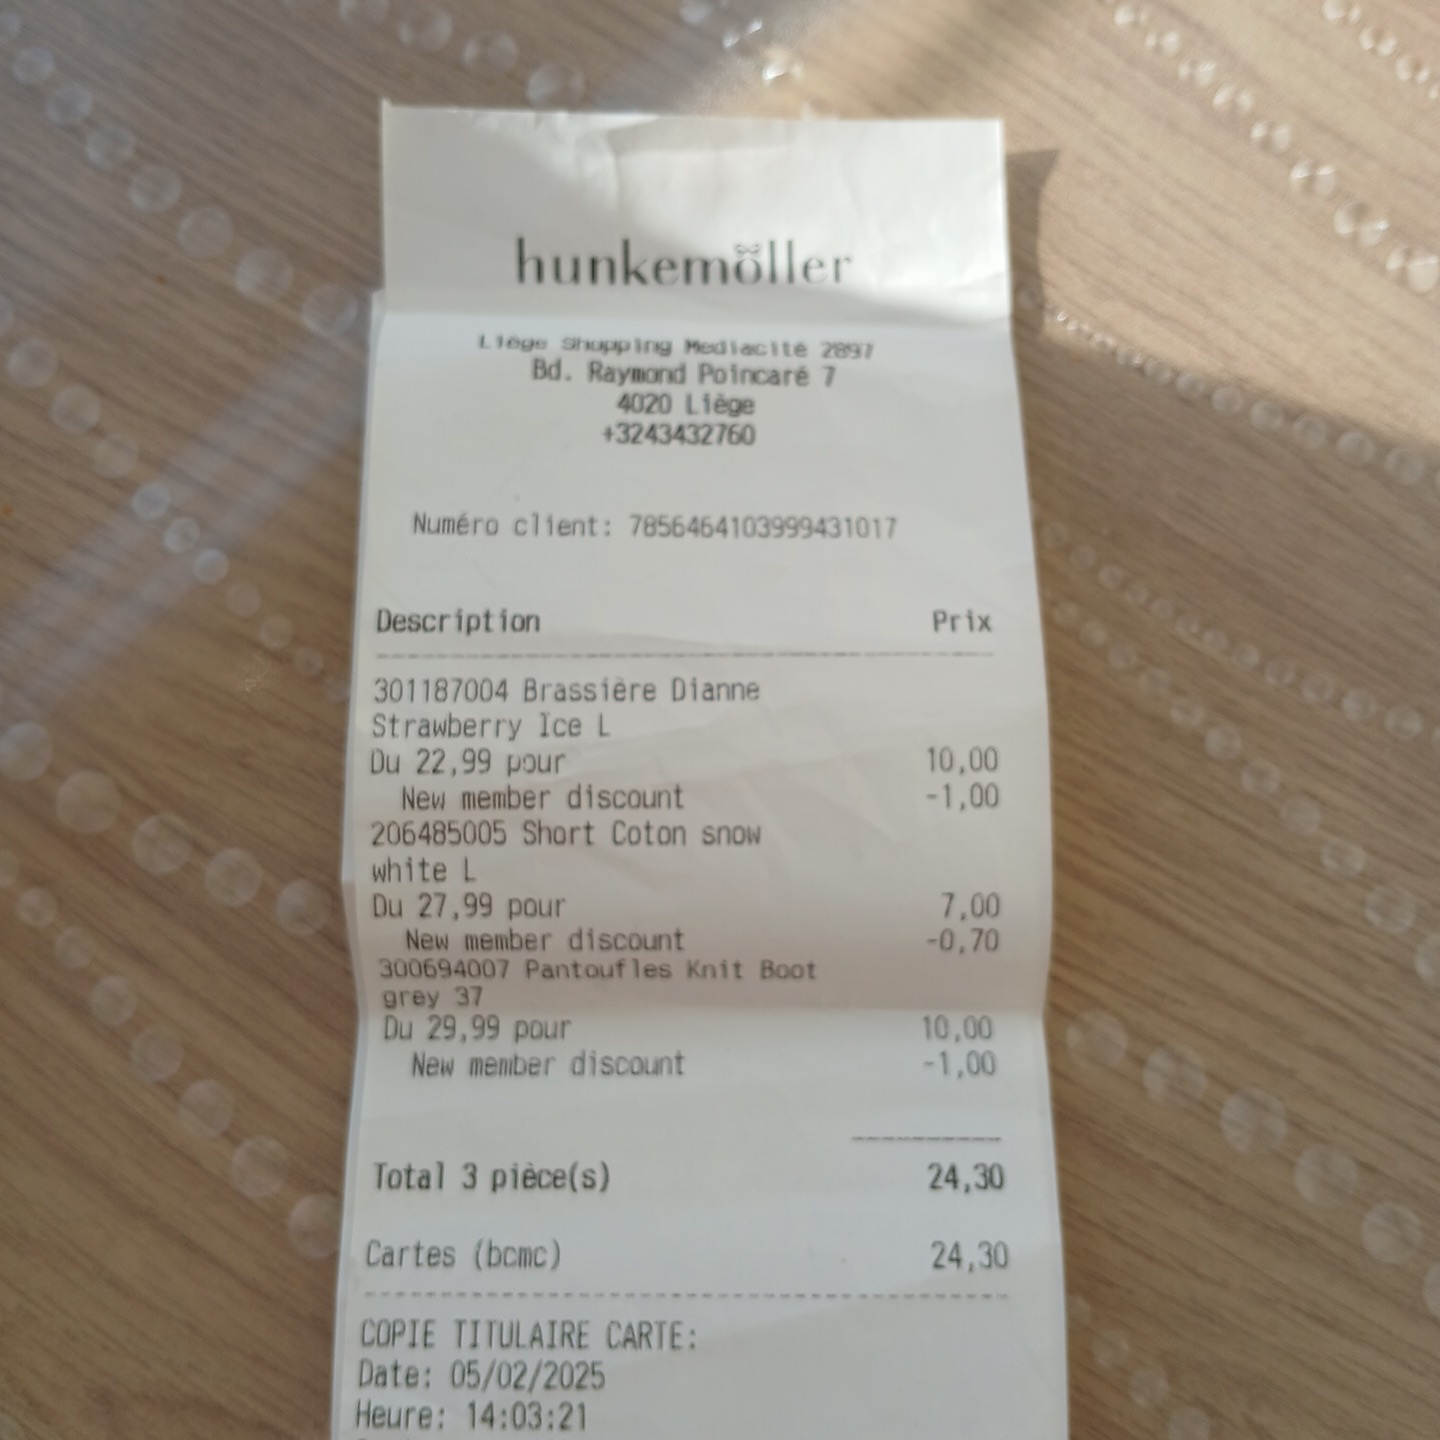 hunkemöller
Liège Shopping Mediacité 2897
Bd. Raymond Poincaré 7
4020 Liège
+3243432760
Numéro client: 7856464103999431017
Description Prix
301187004 Brassière Dianne
Strawberry Ice L
Du 22,99 pour 10,00
New member discount -1,00
206485005 Short Coton snow
white L
Du 27,99 pour 7,00
New member discount -0,70
300694007 Pantoufles Knit Boot
grey 37
Du 29,99 pour 10,00
New member discount -1,00
Total 3 pièce(s) 24,30
Cartes (bcmc) 24,30
COPIE TITULAIRE CARTE:
Date: 05/02/2025
Heure: 14:03:21